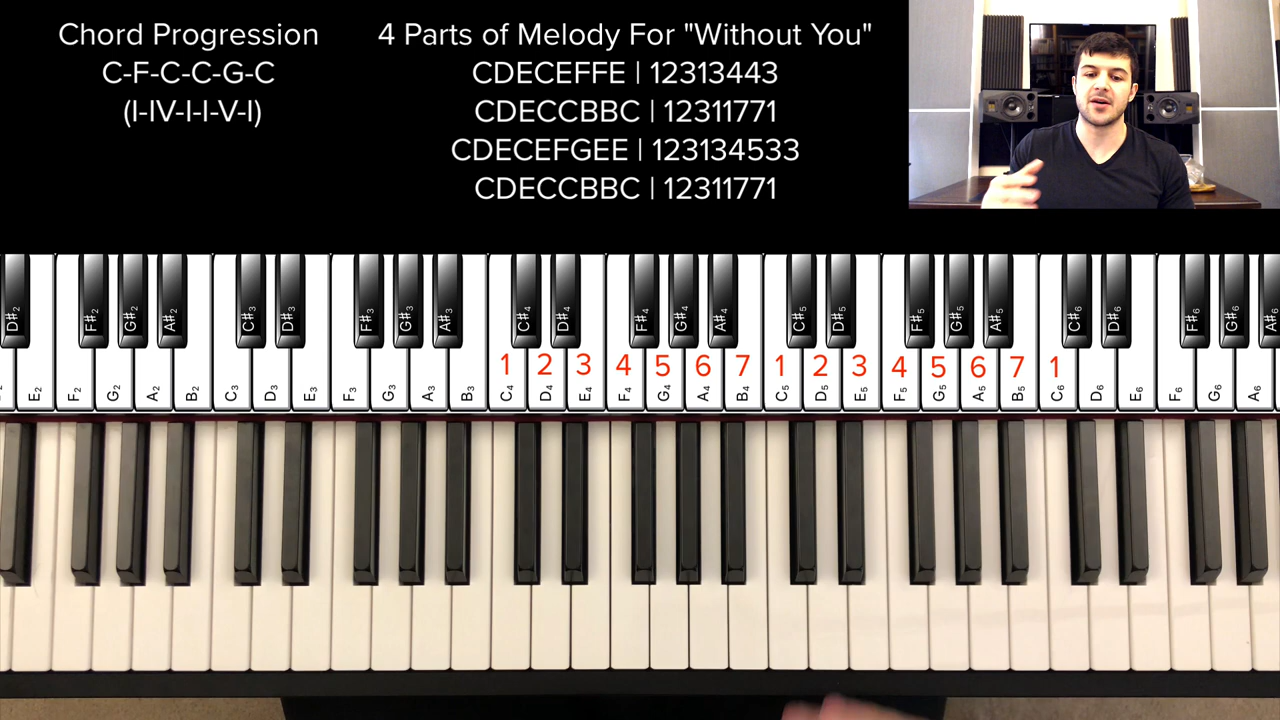 Chord Progression
C-F-C-C-G-C
(I-IV-I-I-V-I)
4 Parts of Melody For "Without You"
CDECEFFE | 12313443
CDECCBBC | 12311771
CDECEFGEE | 123134533
CDECCBBC | 12311771
D#2 F#2 G#2 A#2 C#3 D#3 F#3 G#3 A#3 C#4 D#4 F#4 G#4 A#4 C#5 D#5 F#5 G#5 A#5 C#6 D#6 F#6 G#6 A#6
1 2 3 4 5 6 7 1 2 3 4 5 6 7 1
E2 F2 G2 A2 B2 C3 D3 E3 F3 G3 A3 B3 C4 D4 E4 F4 G4 A4 B4 C5 D5 E5 F5 G5 A5 B5 C6 D6 E6 F6 G6 A6